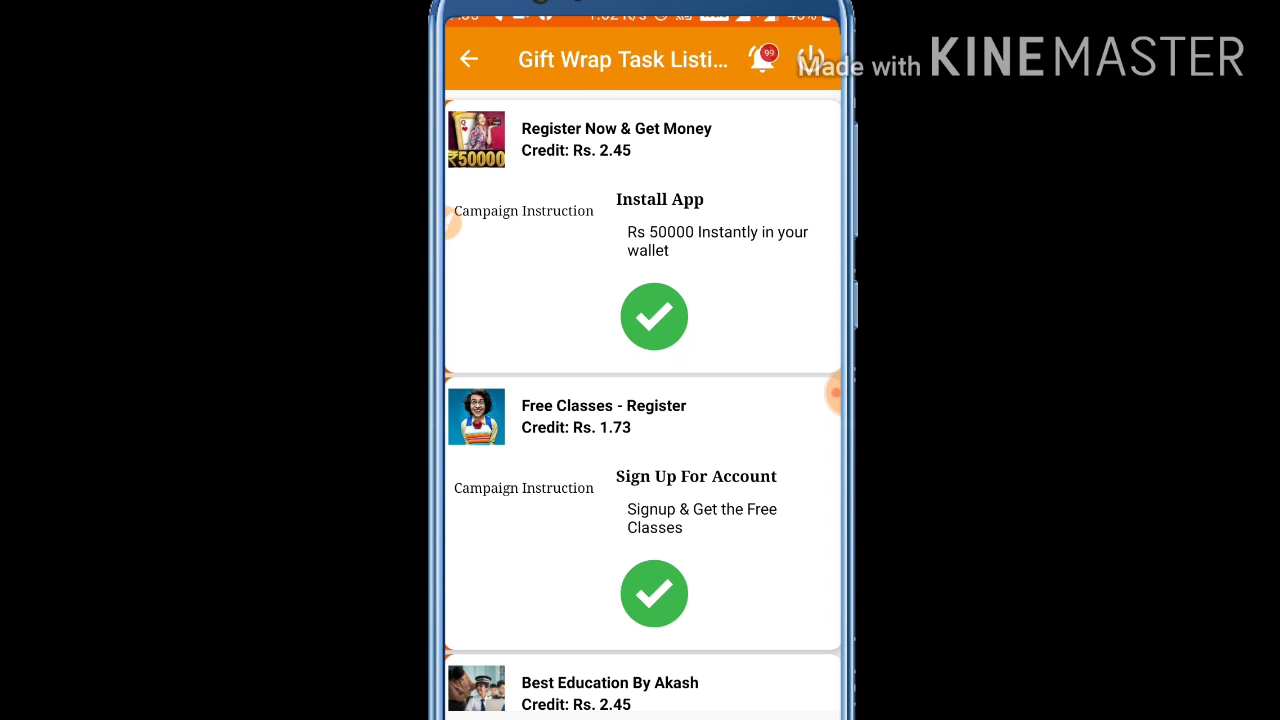 Gift Wrap Task Listi...
99
Made with KINEMASTER
Register Now & Get Money
Credit: Rs. 2.45
₹50000
Install App
Campaign Instruction
Rs 50000 Instantly in your
wallet
Free Classes - Register
Credit: Rs. 1.73
Sign Up For Account
Campaign Instruction
Signup & Get the Free
Classes
Best Education By Akash
Credit: Rs. 2.45